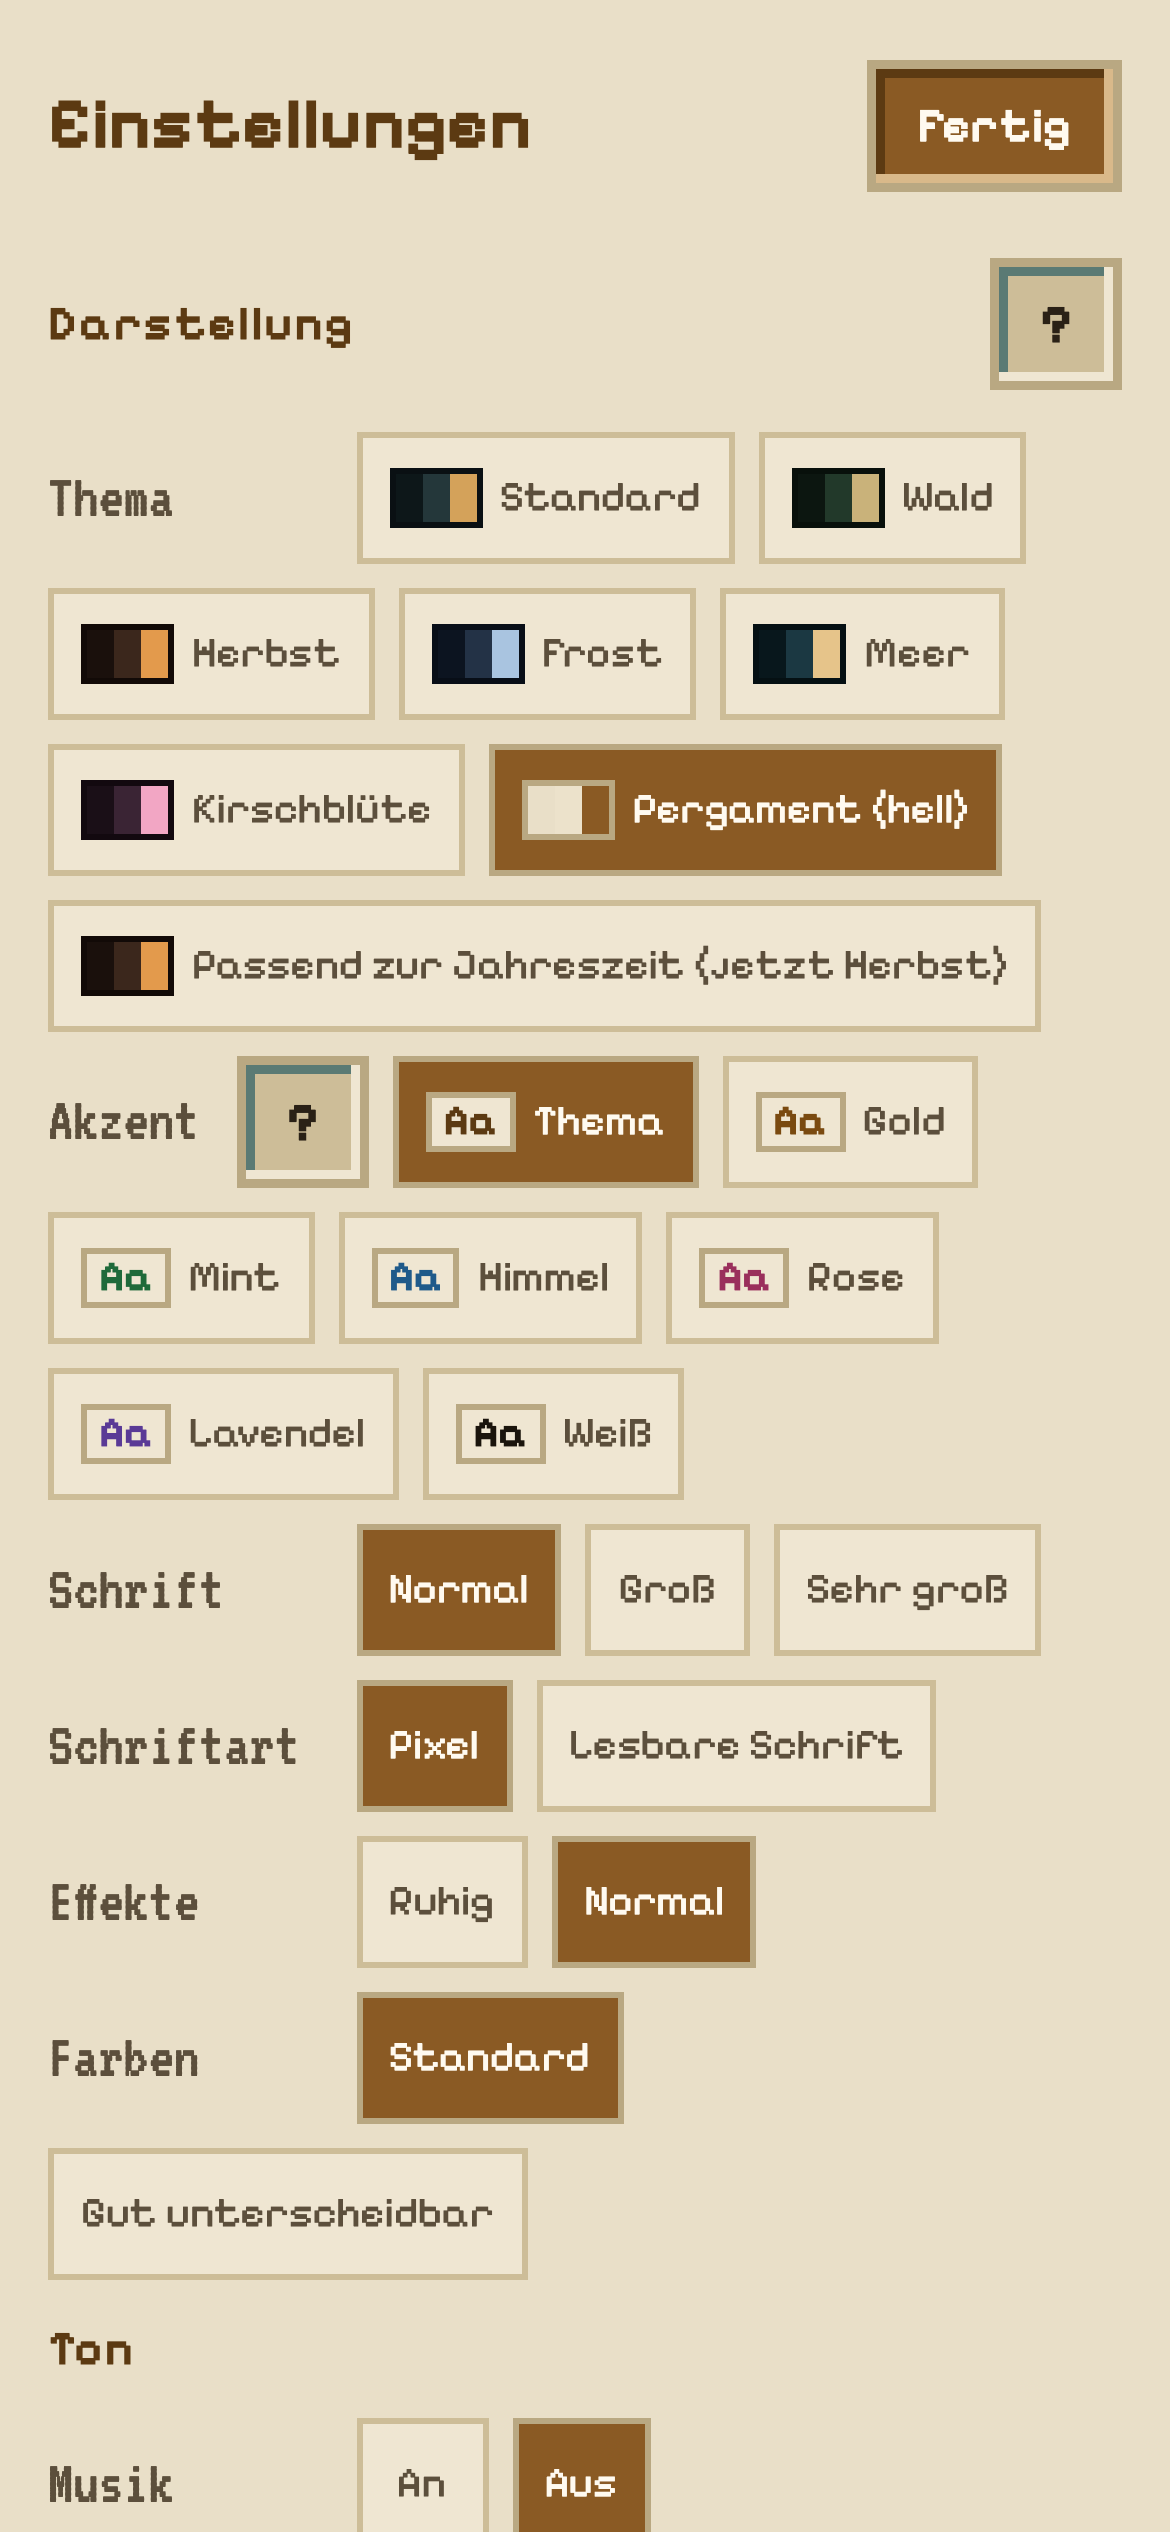 Einstellungen Fertig
Darstellung ?
Thema Standard Wald
Herbst Frost Meer
Kirschblüte Pergament (hell)
Passend zur Jahreszeit (jetzt Herbst)
Akzent ? Aa Thema Aa Gold
Aa Mint Aa Himmel Aa Rose
Aa Lavendel Aa Weiß
Schrift Normal Groß Sehr groß
Schriftart Pixel Lesbare Schrift
Effekte Ruhig Normal
Farben Standard
Gut unterscheidbar
Ton
Musik An Aus